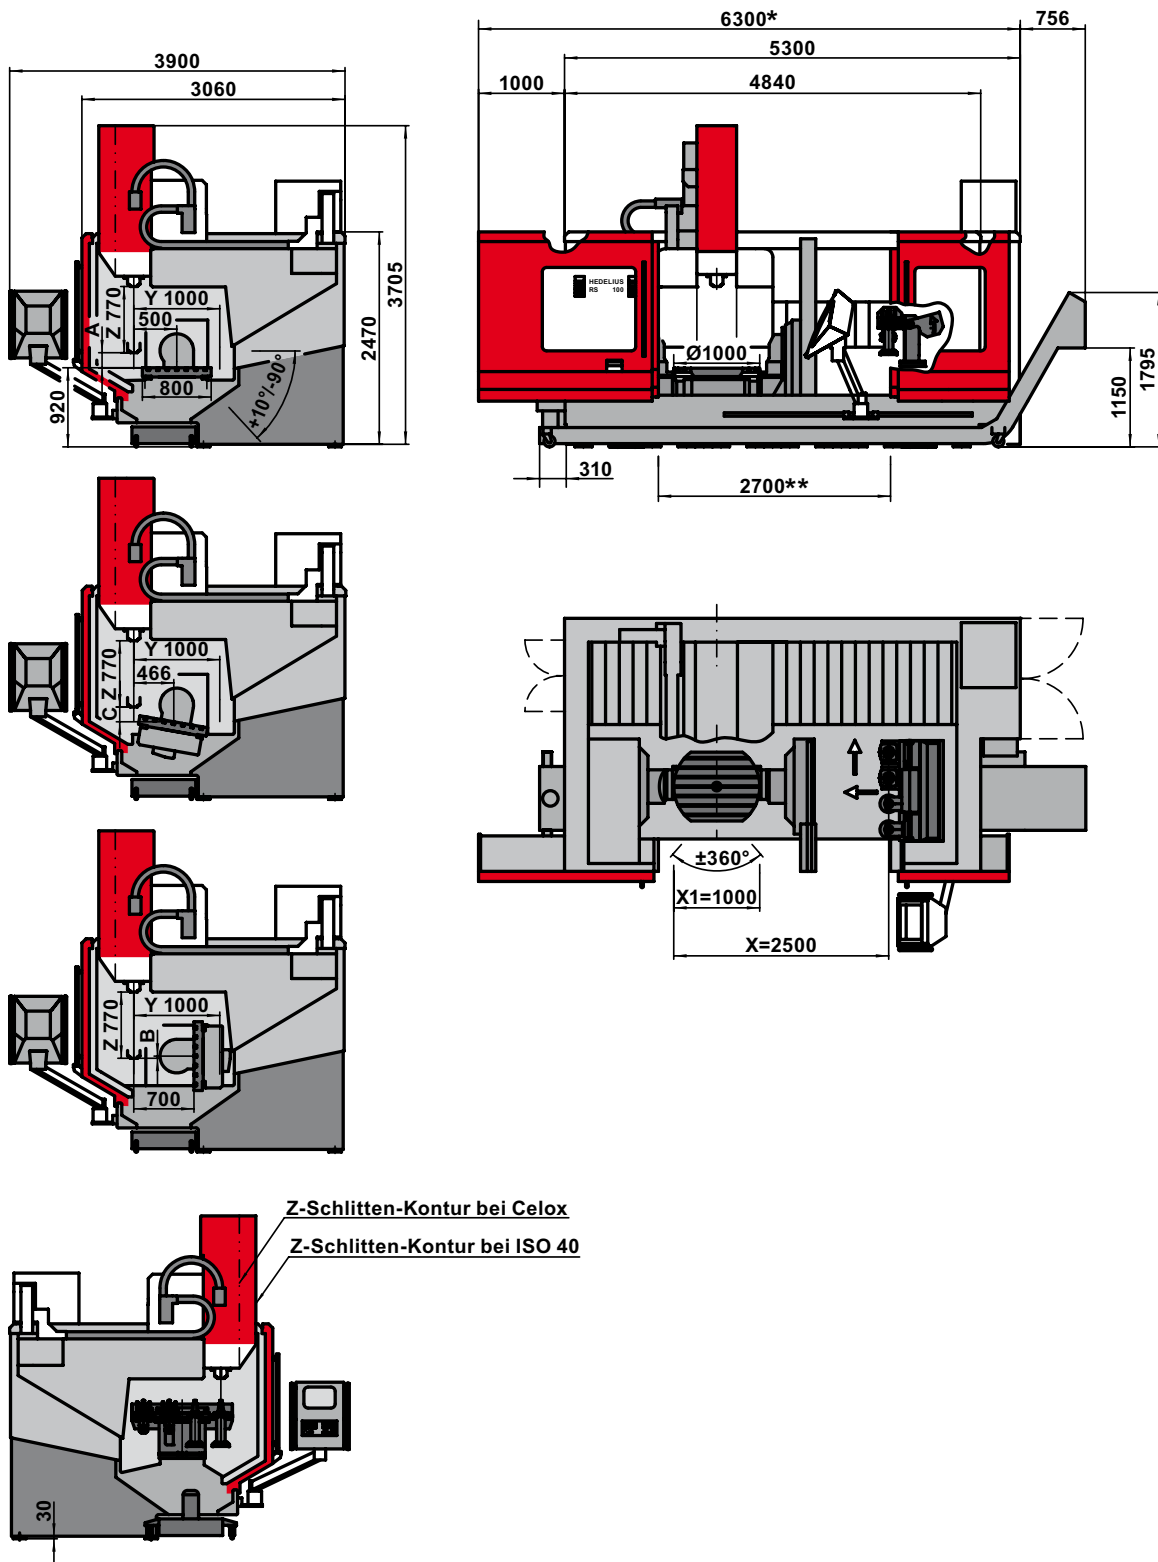 6300*
756
5300
1000
4840
3900
3060
HEDELIUS
RS 100
Y 1000
500
Z 770
A
800
920
+10°/-90°
3705
2470
Ø1000
1795
1150
310
2700**
Y 1000
466
Z 770
C
±360°
X1=1000
X=2500
Y 1000
Z 770
B
700
Z-Schlitten-Kontur bei Celox
Z-Schlitten-Kontur bei ISO 40
30